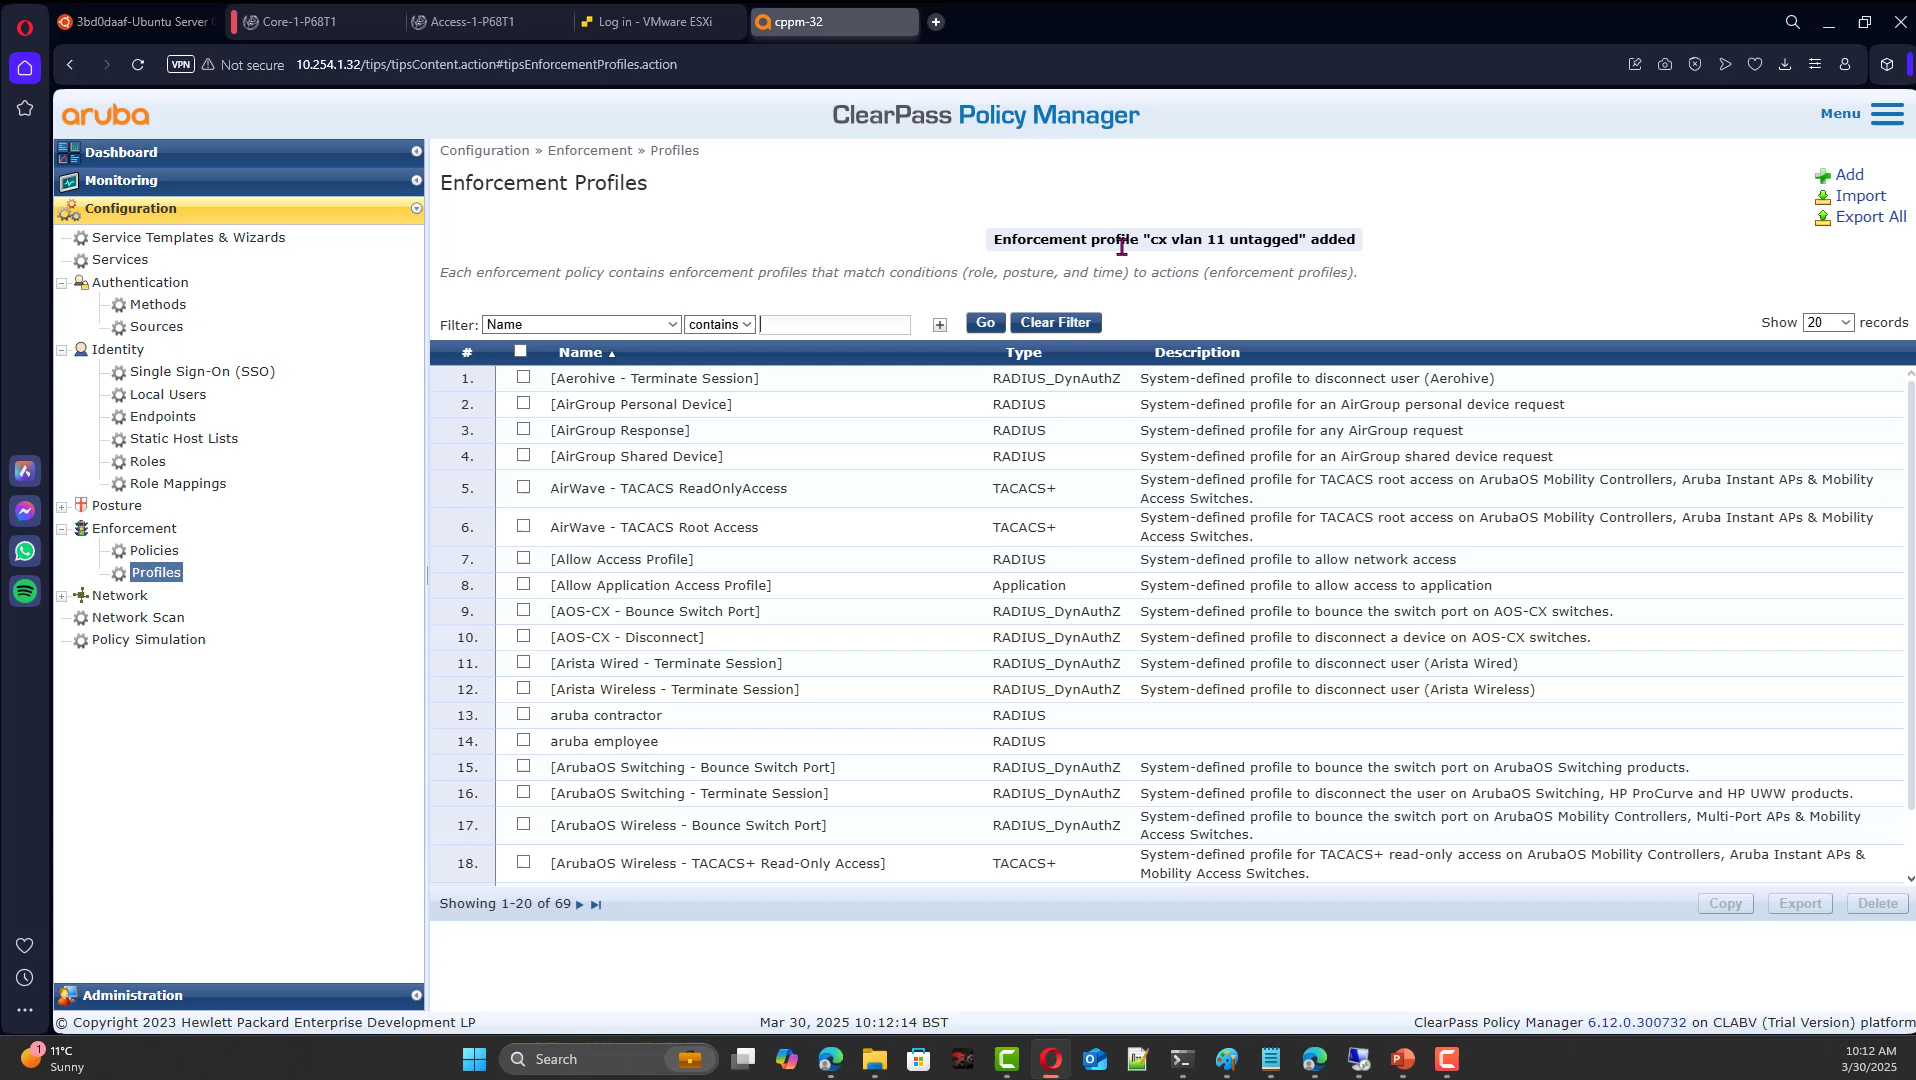 3bd0daaf-Ubuntu Server
Core-1-P68T1
Access-1-P68T1
Log in - VMware ESXi
cppm-32
VPN
Not secure
10.254.1.32/tips/tipsContent.action#tipsEnforcementProfiles.action
aruba
ClearPass Policy Manager
Menu
Dashboard
Monitoring
Configuration
Service Templates & Wizards
Services
Authentication
Methods
Sources
Identity
Single Sign-On (SSO)
Local Users
Endpoints
Static Host Lists
Roles
Role Mappings
Posture
Enforcement
Policies
Profiles
Network
Network Scan
Policy Simulation
Administration
Configuration » Enforcement » Profiles
Enforcement Profiles
Add
Import
Export All
Enforcement profile "cx vlan 11 untagged" added
Each enforcement policy contains enforcement profiles that match conditions (role, posture, and time) to actions (enforcement profiles).
Filter: Name contains Go Clear Filter Show 20 records
# Name Type Description
1. [Aerohive - Terminate Session] RADIUS_DynAuthZ System-defined profile to disconnect user (Aerohive)
2. [AirGroup Personal Device] RADIUS System-defined profile for an AirGroup personal device request
3. [AirGroup Response] RADIUS System-defined profile for any AirGroup request
4. [AirGroup Shared Device] RADIUS System-defined profile for an AirGroup shared device request
5. AirWave - TACACS ReadOnlyAccess TACACS+ System-defined profile for TACACS root access on ArubaOS Mobility Controllers, Aruba Instant APs & Mobility
Access Switches.
6. AirWave - TACACS Root Access TACACS+ System-defined profile for TACACS root access on ArubaOS Mobility Controllers, Aruba Instant APs & Mobility
Access Switches.
7. [Allow Access Profile] RADIUS System-defined profile to allow network access
8. [Allow Application Access Profile] Application System-defined profile to allow access to application
9. [AOS-CX - Bounce Switch Port] RADIUS_DynAuthZ System-defined profile to bounce the switch port on AOS-CX switches.
10. [AOS-CX - Disconnect] RADIUS_DynAuthZ System-defined profile to disconnect a device on AOS-CX switches.
11. [Arista Wired - Terminate Session] RADIUS_DynAuthZ System-defined profile to disconnect user (Arista Wired)
12. [Arista Wireless - Terminate Session] RADIUS_DynAuthZ System-defined profile to disconnect user (Arista Wireless)
13. aruba contractor RADIUS
14. aruba employee RADIUS
15. [ArubaOS Switching - Bounce Switch Port] RADIUS_DynAuthZ System-defined profile to bounce the switch port on ArubaOS Switching products.
16. [ArubaOS Switching - Terminate Session] RADIUS_DynAuthZ System-defined profile to disconnect the user on ArubaOS Switching, HP ProCurve and HP UWW products.
17. [ArubaOS Wireless - Bounce Switch Port] RADIUS_DynAuthZ System-defined profile to bounce the switch port on ArubaOS Mobility Controllers, Multi-Port APs & Mobility
Access Switches.
18. [ArubaOS Wireless - TACACS+ Read-Only Access] TACACS+ System-defined profile for TACACS+ read-only access on ArubaOS Mobility Controllers, Aruba Instant APs &
Mobility Access Switches.
Showing 1-20 of 69
Copy Export Delete
© Copyright 2023 Hewlett Packard Enterprise Development LP
Mar 30, 2025 10:12:14 BST
ClearPass Policy Manager 6.12.0.300732 on CLABV (Trial Version) platform
1
11°C
Sunny
Search
10:12 AM
3/30/2025